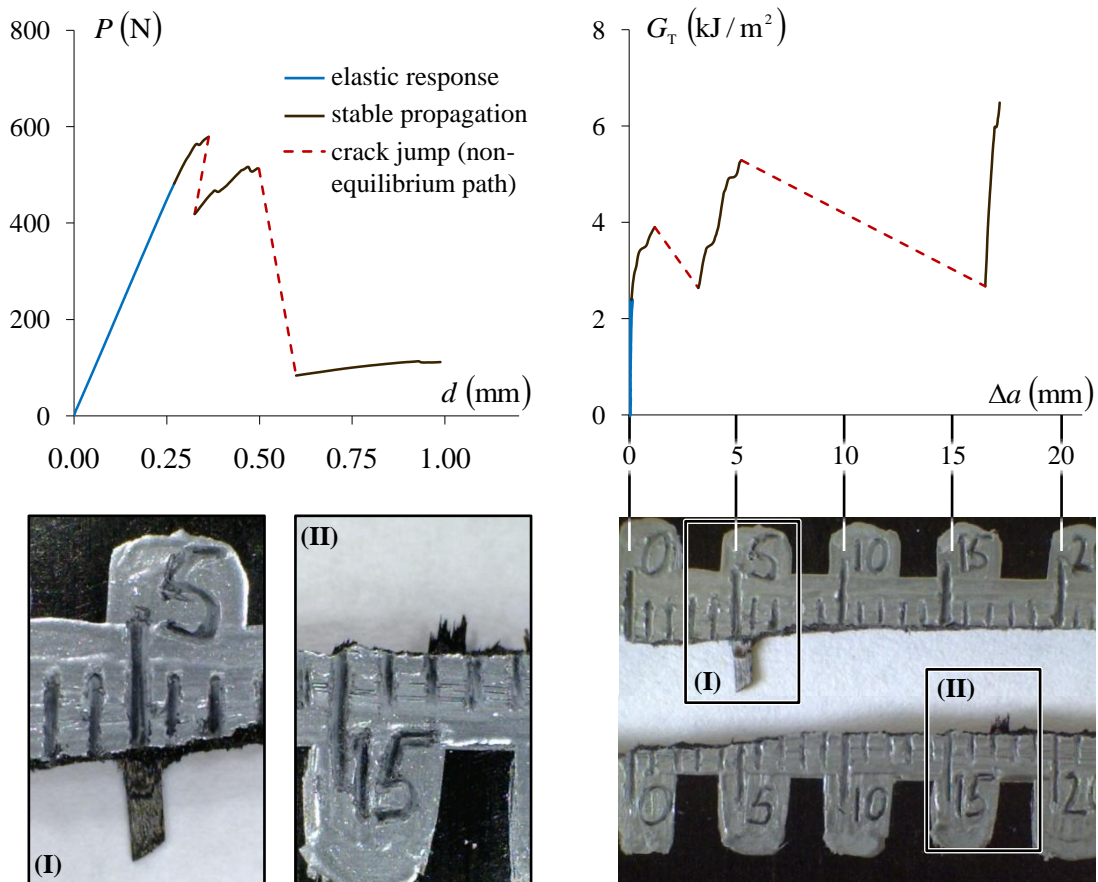 P (N)
800
600
400
200
0
0.00 0.25 0.50 0.75 1.00
d (mm)
elastic response
stable propagation
crack jump (non-
equilibrium path)
G_T (kJ / m²)
8
6
4
2
0
Δa (mm)
0 5 10 15 20
5
(I)
(II)
15
0 5 10 15 2
(I)
(II)
0 5 10 15 20